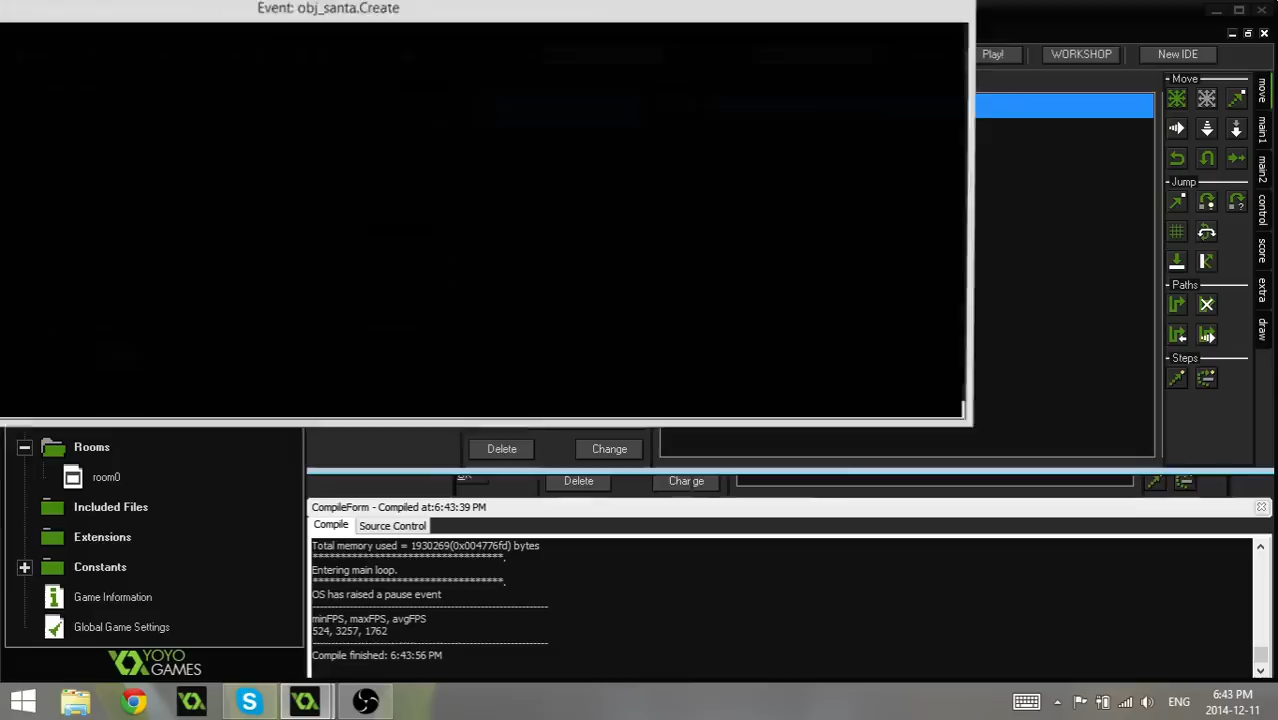 Event: obj_santa.Create
Play!
WORKSHOP
New IDE
Move
Jump
Paths
Steps
move
main1
main2
control
score
extra
draw
Delete
Change
Delete
Change
Rooms
room0
Included Files
Extensions
Constants
Game Information
Global Game Settings
YOYO
GAMES
CompileForm - Compiled at:6:43:39 PM
Compile
Source Control
Total memory used = 1930269(0x004776fd) bytes
**********************************.
Entering main loop.
**********************************.
OS has raised a pause event
------------------------------------------------------------
minFPS, maxFPS, avgFPS
524, 3257, 1762
------------------------------------------------------------
Compile finished: 6:43:56 PM
ENG
6:43 PM
2014-12-11